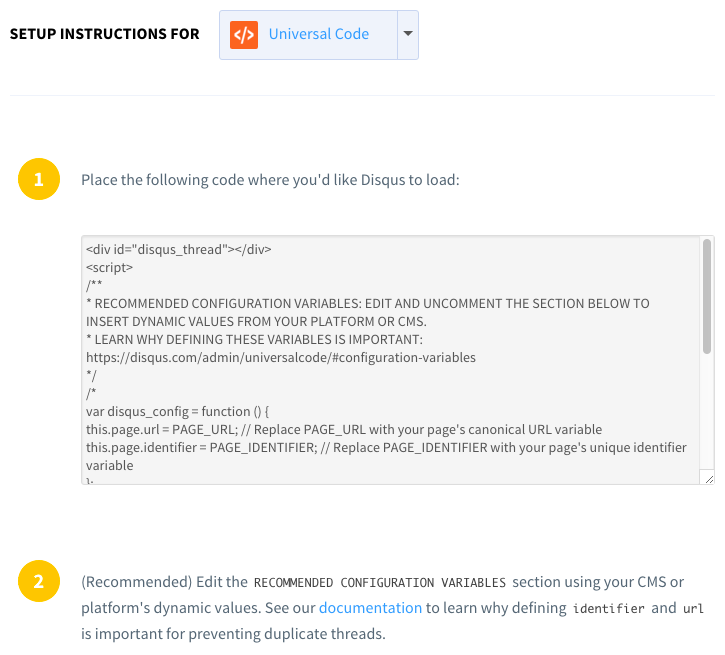 SETUP INSTRUCTIONS FOR </> Universal Code
1 Place the following code where you'd like Disqus to load:
<div id="disqus_thread"></div>
<script>
/**
* RECOMMENDED CONFIGURATION VARIABLES: EDIT AND UNCOMMENT THE SECTION BELOW TO
INSERT DYNAMIC VALUES FROM YOUR PLATFORM OR CMS.
* LEARN WHY DEFINING THESE VARIABLES IS IMPORTANT:
https://disqus.com/admin/universalcode/#configuration-variables
*/
/*
var disqus_config = function () {
this.page.url = PAGE_URL; // Replace PAGE_URL with your page's canonical URL variable
this.page.identifier = PAGE_IDENTIFIER; // Replace PAGE_IDENTIFIER with your page's unique identifier
variable
};
2 (Recommended) Edit the RECOMMENDED CONFIGURATION VARIABLES section using your CMS or
platform's dynamic values. See our documentation to learn why defining identifier and url
is important for preventing duplicate threads.